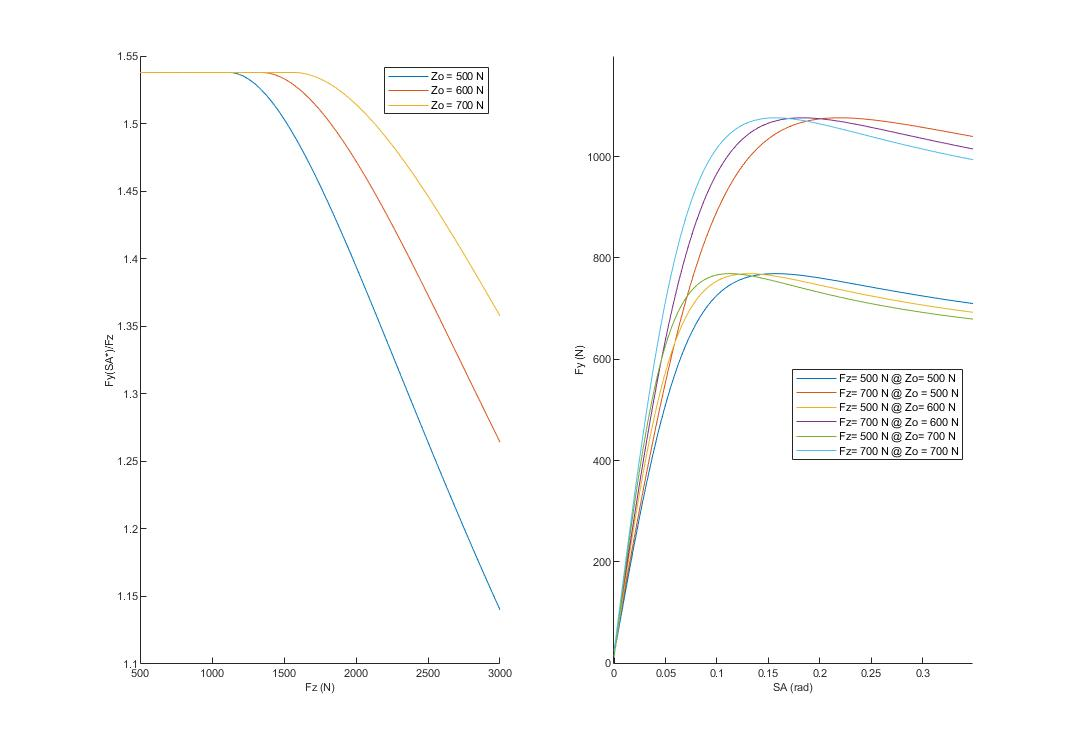 1.55
1.5
1.45
1.4
1.35
1.3
1.25
1.2
1.15
1.1
Fy(SA*)/Fz
500
1000
1500
2000
2500
3000
Fz (N)
Zo = 500 N
Zo = 600 N
Zo = 700 N
1000
800
600
400
200
0
Fy (N)
0
0.05
0.1
0.15
0.2
0.25
0.3
SA (rad)
Fz= 500 N @ Zo= 500 N
Fz= 700 N @ Zo = 500 N
Fz= 500 N @ Zo= 600 N
Fz= 700 N @ Zo = 600 N
Fz= 500 N @ Zo= 700 N
Fz= 700 N @ Zo = 700 N